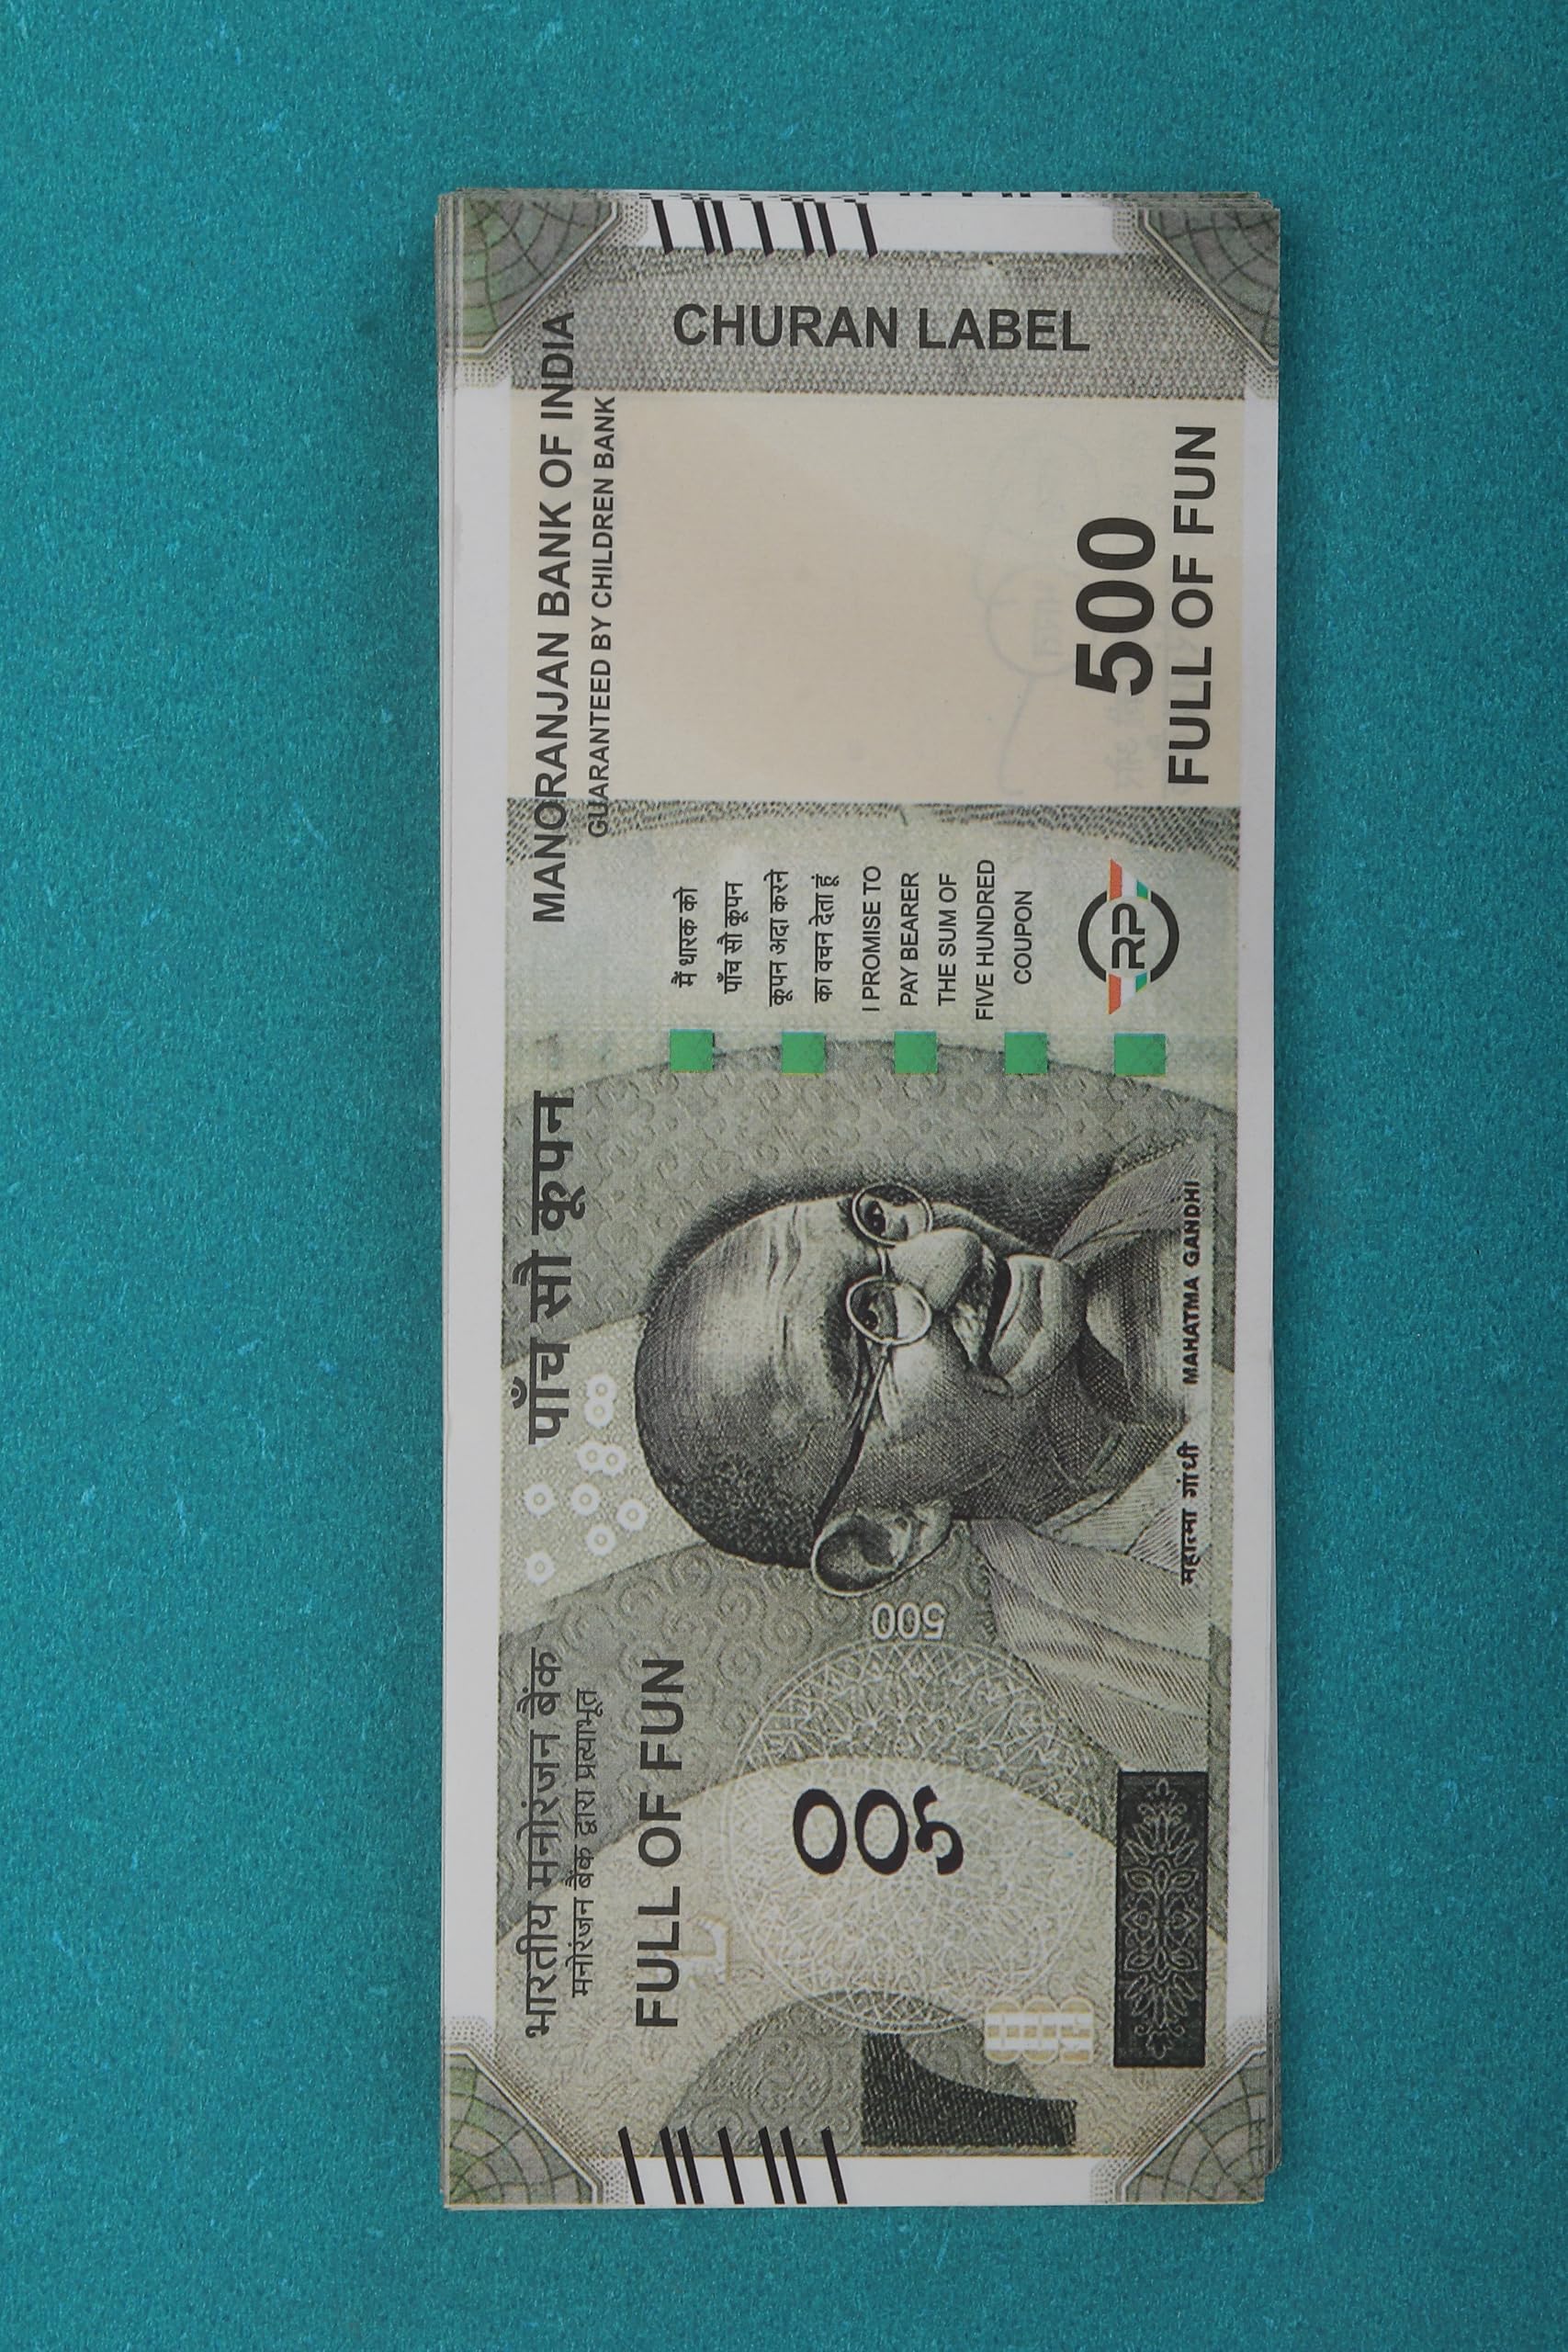 भारतीय मनोरंजन बैंक
मनोरंजन बैंक द्वारा प्रत्याभूत
FULL OF FUN
500
५००
पाँच सौ कूपन
महात्मा गांधी MAHATMA GANDHI
MANORANJAN BANK OF INDIA
GUARANTEED BY CHILDREN BANK
मैं धारक को
पाँच सौ कूपन
कूपन अदा करने
का वचन देता हूं
I PROMISE TO
PAY BEARER
THE SUM OF
FIVE HUNDRED
COUPON
RP
500
FULL OF FUN
CHURAN LABEL